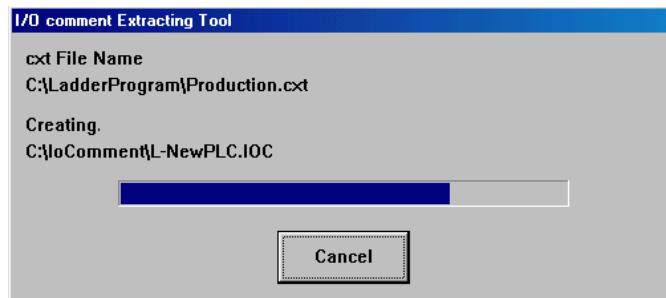 I/O comment Extracting Tool
cxt File Name
C:\LadderProgram\Production.cxt
Creating.
C:\IoComment\L-NewPLC.IOC
Cancel